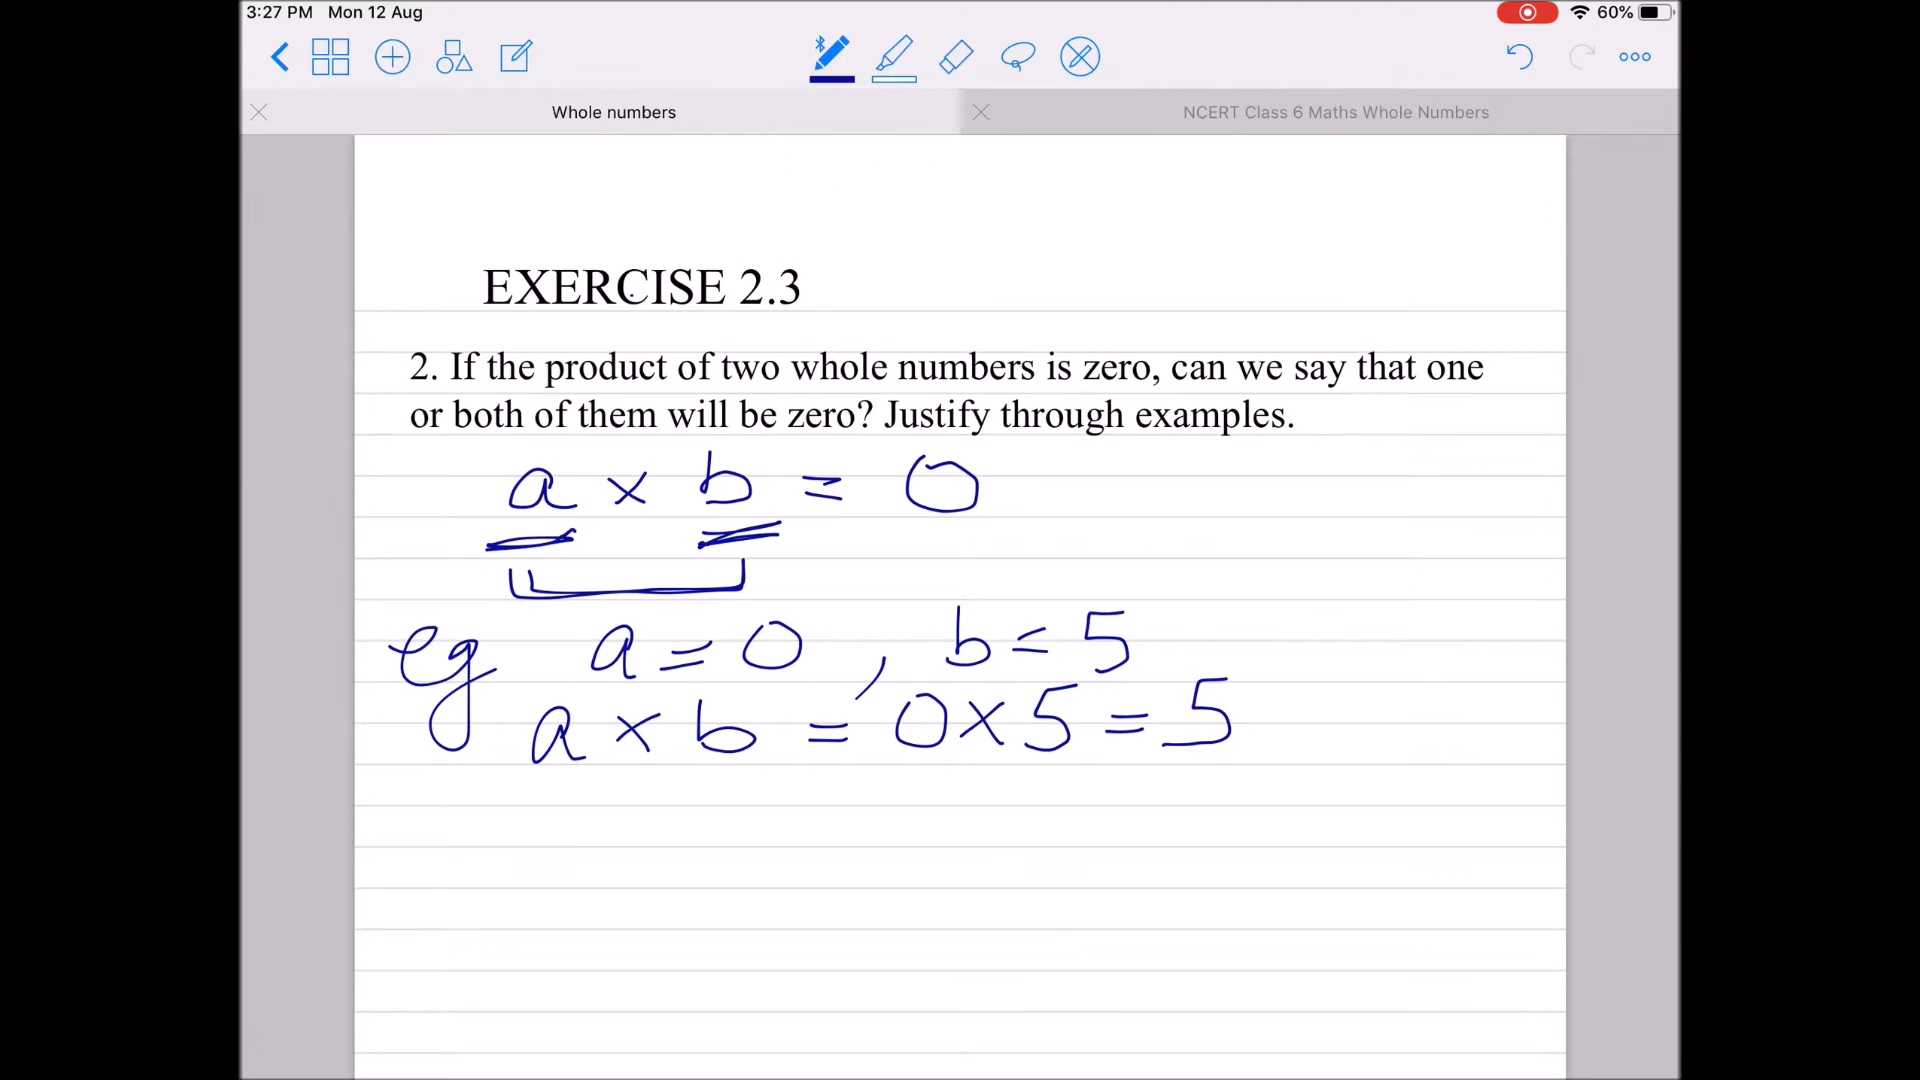 3:27 PM Mon 12 Aug 60%
Whole numbers NCERT Class 6 Maths Whole Numbers
EXERCISE 2.3
2. If the product of two whole numbers is zero, can we say that one
or both of them will be zero? Justify through examples.
a × b = 0
eg a = 0 , b = 5
a × b = 0 × 5 = 5